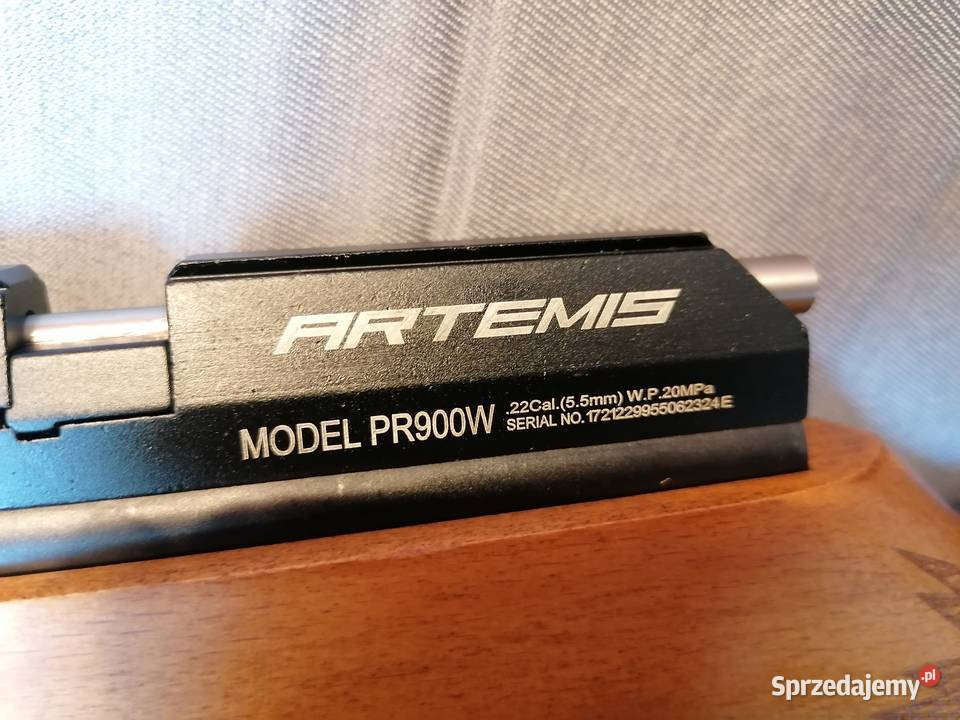 ARTEMIS
MODEL PR900W
.22Cal.(5.5mm) W.P.20MPa
SERIAL NO.1721229955062324E
Sprzedajemy.pl